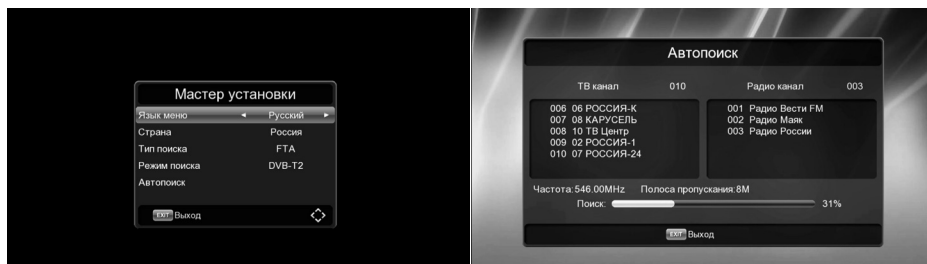 Мастер установки
Язык меню Русский
Страна Россия
Тип поиска FTA
Режим поиска DVB-T2
Автопоиск
EXIT Выход
Автопоиск
ТВ канал 010 Радио канал 003
006 06 РОССИЯ-К
007 08 КАРУСЕЛЬ
008 10 ТВ Центр
009 02 РОССИЯ-1
010 07 РОССИЯ-24
001 Радио Вести FM
002 Радио Маяк
003 Радио России
Частота:546.00MHz Полоса пропускания:8M
Поиск: 31%
EXIT Выход